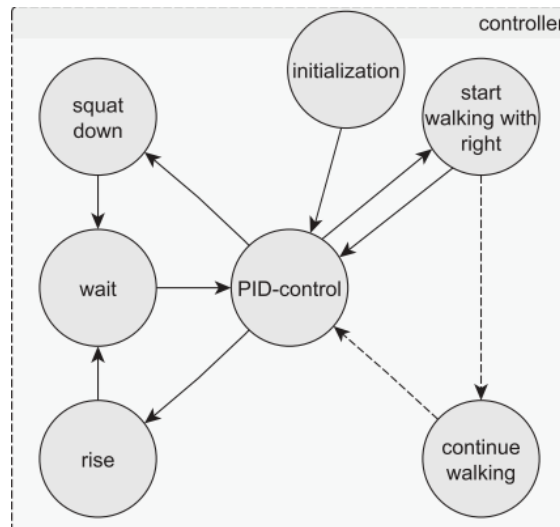 controller
initialization
squat
down
start
walking with
right
wait
PID-control
rise
continue
walking